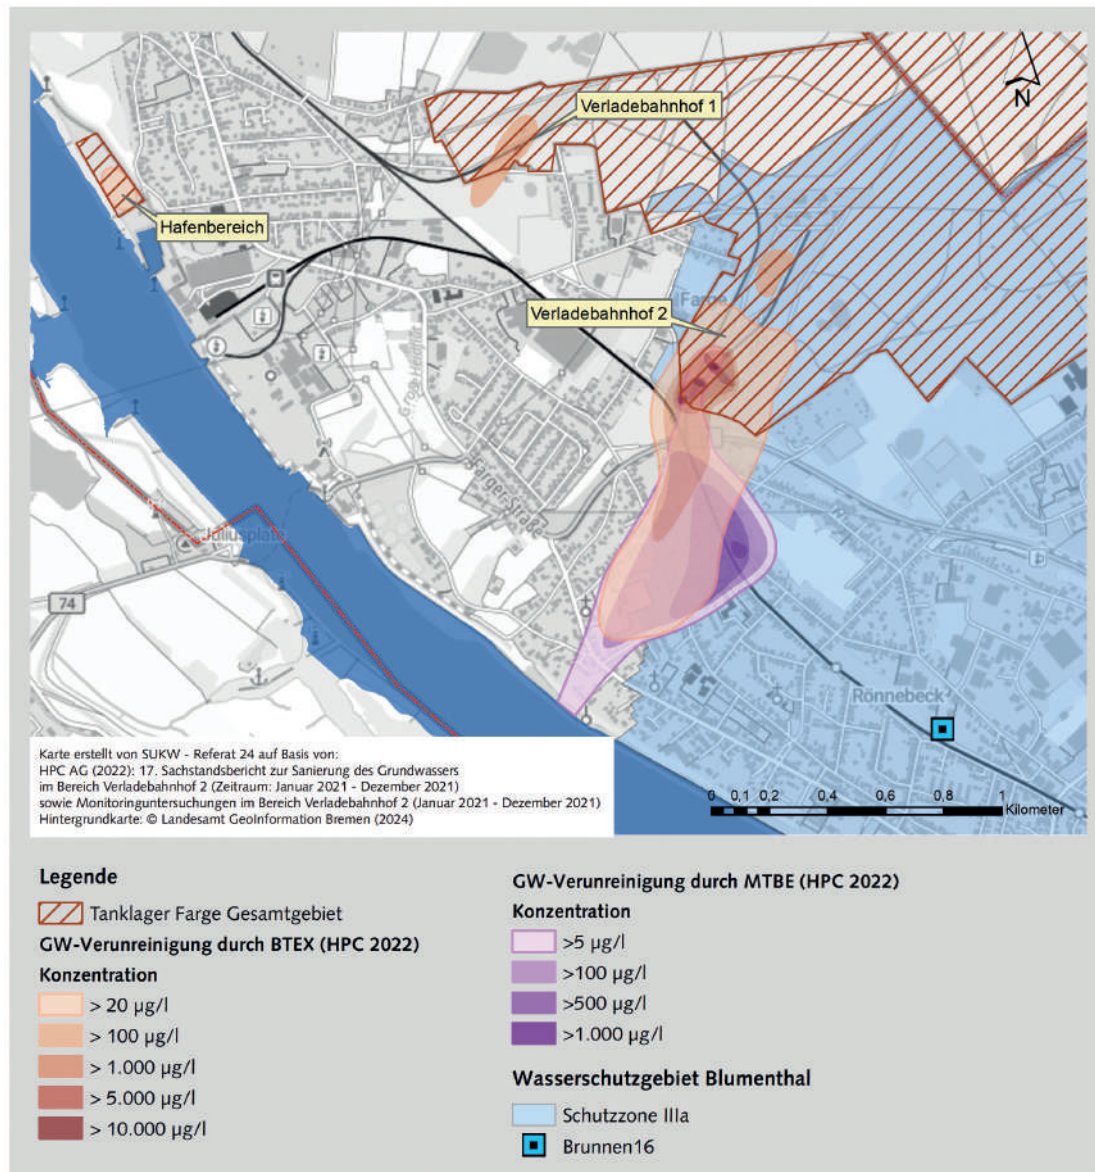 Verladebahnhof 1
N
Hafenbereich
Farge
Verladebahnhof 2
Fargerstraße
Juliusplate
74
Rönnebeck
Karte erstellt von SUKW - Referat 24 auf Basis von:
HPC AG (2022): 17. Sachstandsbericht zur Sanierung des Grundwassers
im Bereich Verladebahnhof 2 (Zeitraum: Januar 2021 - Dezember 2021)
sowie Monitoringuntersuchungen im Bereich Verladebahnhof 2 (Januar 2021 - Dezember 2021)
Hintergrundkarte: © Landesamt GeoInformation Bremen (2024)
0 0,1 0,2 0,4 0,6 0,8 1
Kilometer
Legende
Tanklager Farge Gesamtgebiet
GW-Verunreinigung durch BTEX (HPC 2022)
Konzentration
> 20 µg/l
> 100 µg/l
> 1.000 µg/l
> 5.000 µg/l
> 10.000 µg/l
GW-Verunreinigung durch MTBE (HPC 2022)
Konzentration
>5 µg/l
>100 µg/l
>500 µg/l
>1.000 µg/l
Wasserschutzgebiet Blumenthal
Schutzzone IIIa
Brunnen16